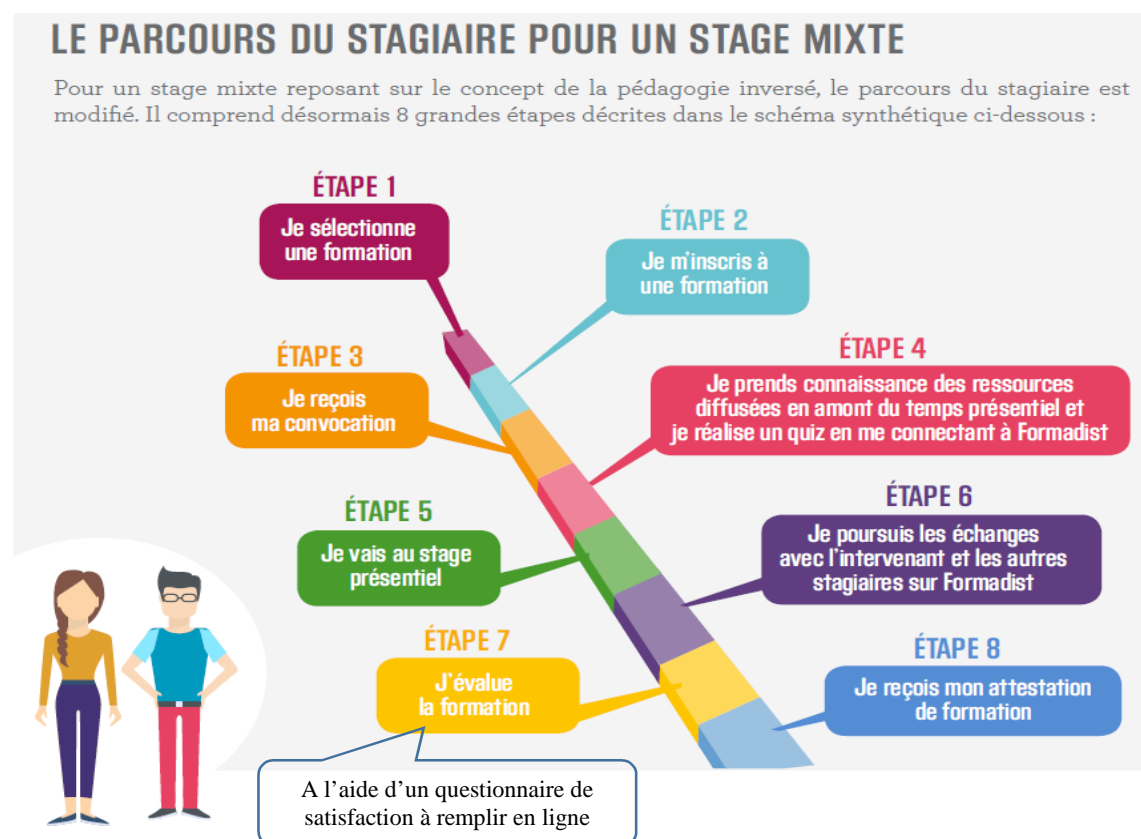 LE PARCOURS DU STAGIAIRE POUR UN STAGE MIXTE
Pour un stage mixte reposant sur le concept de la pédagogie inversé, le parcours du stagiaire est
modifié. Il comprend désormais 8 grandes étapes décrites dans le schéma synthétique ci-dessous :
ÉTAPE 1
Je sélectionne
une formation
ÉTAPE 2
Je m'inscris à
une formation
ÉTAPE 3
Je reçois
ma convocation
ÉTAPE 4
Je prends connaissance des ressources
diffusées en amont du temps présentiel et
je réalise un quiz en me connectant à Formadist
ÉTAPE 5
Je vais au stage
présentiel
ÉTAPE 6
Je poursuis les échanges
avec l'intervenant et les autres
stagiaires sur Formadist
ÉTAPE 7
J'évalue
la formation
ÉTAPE 8
Je reçois mon attestation
de formation
A l'aide d'un questionnaire de
satisfaction à remplir en ligne